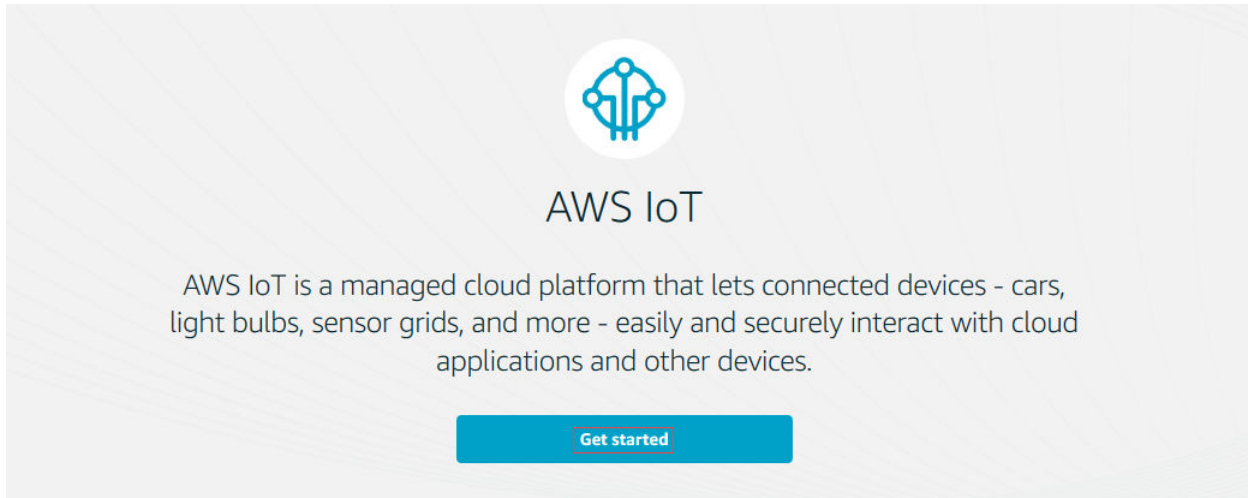 AWS IoT
AWS IoT is a managed cloud platform that lets connected devices - cars,
light bulbs, sensor grids, and more - easily and securely interact with cloud
applications and other devices.
Get started